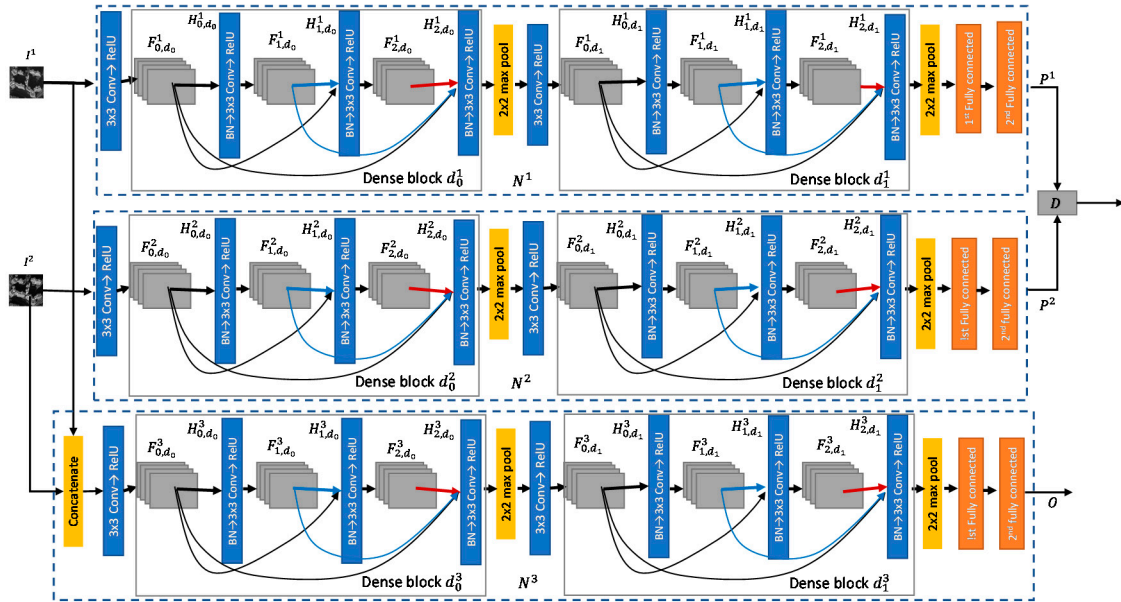 I¹
3x3 Conv→ ReLU
F¹₀,d₀
BN→3x3 Conv→ ReLU
H¹₀,d₀
F¹₁,d₀
BN→3x3 Conv→ ReLU
H¹₁,d₀
F¹₂,d₀
BN→3x3 Conv→ ReLU
H¹₂,d₀
Dense block d¹₀
2x2 max pool
N¹
3x3 Conv→ ReLU
F¹₀,d₁
BN→3x3 Conv→ ReLU
H¹₀,d₁
F¹₁,d₁
BN→3x3 Conv→ ReLU
H¹₁,d₁
F¹₂,d₁
BN→3x3 Conv→ ReLU
H¹₂,d₁
Dense block d¹₁
2x2 max pool
1ˢᵗ Fully connected
2ⁿᵈ Fully connected
P¹
D
I²
3x3 Conv→ ReLU
F²₀,d₀
BN→3x3 Conv→ ReLU
H²₀,d₀
F²₁,d₀
BN→3x3 Conv→ ReLU
H²₁,d₀
F²₂,d₀
BN→3x3 Conv→ ReLU
H²₂,d₀
Dense block d²₀
2x2 max pool
N²
3x3 Conv→ ReLU
F²₀,d₁
BN→3x3 Conv→ ReLU
H²₀,d₁
F²₁,d₁
BN→3x3 Conv→ ReLU
H²₁,d₁
F²₂,d₁
BN→3x3 Conv→ ReLU
H²₂,d₁
Dense block d²₁
2x2 max pool
!st Fully connected
2ⁿᵈ fully connected
P²
Concatenate
3x3 Conv→ ReLU
F³₀,d₀
BN→3x3 Conv→ ReLU
H³₀,d₀
F³₁,d₀
BN→3x3 Conv→ ReLU
H³₁,d₀
F³₂,d₀
BN→3x3 Conv→ ReLU
H³₂,d₀
Dense block d³₀
2x2 max pool
N³
3x3 Conv→ ReLU
F³₀,d₁
BN→3x3 Conv→ ReLU
H³₀,d₁
F³₁,d₁
BN→3x3 Conv→ ReLU
H³₁,d₁
F³₂,d₁
BN→3x3 Conv→ ReLU
H³₂,d₁
Dense block d³₁
2x2 max pool
!st Fully connected
2ⁿᵈ Fully connected
O